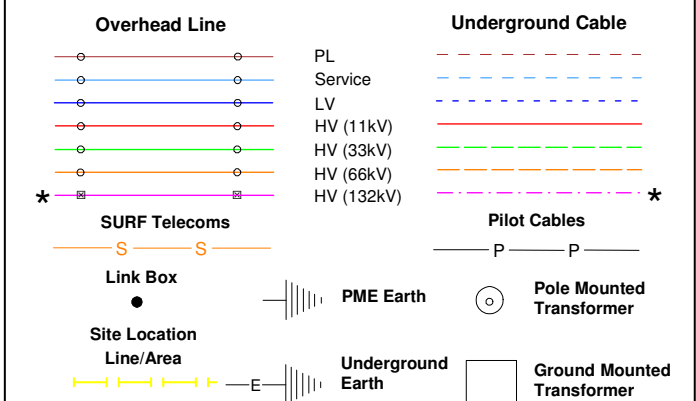 Overhead Line
Underground Cable
PL
Service
LV
HV (11kV)
HV (33kV)
HV (66kV)
* HV (132kV) *
SURF Telecoms
Pilot Cables
S S
P P
Link Box
PME Earth
Pole Mounted
Transformer
Site Location
Line/Area
E
Underground
Earth
Ground Mounted
Transformer